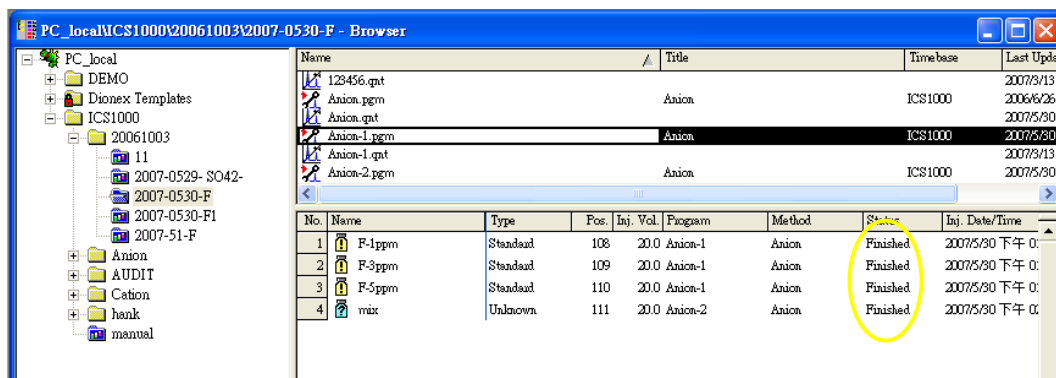 PC_local\ICS1000\20061003\2007-0530-F - Browser
PC_local
DEMO
Dionex Templates
ICS1000
20061003
11
2007-0529- SO42-
2007-0530-F
2007-0530-F1
2007-51-F
Anion
AUDIT
Cation
hank
manual
Name Title Timebase Last Upda
123456.qnt 2007/3/13
Anion.pgm Anion ICS1000 2006/6/26
Anion.qnt 2007/5/30
Anion-1.pgm Anion ICS1000 2007/5/30
Anion-1.qnt 2007/3/13
Anion-2.pgm Anion ICS1000 2007/5/30
No. Name Type Pos. Inj. Vol. Program Method Status Inj. Date/Time
1 F-1ppm Standard 108 20.0 Anion-1 Anion Finished 2007/5/30 下午 0
2 F-3ppm Standard 109 20.0 Anion-1 Anion Finished 2007/5/30 下午 0
3 F-5ppm Standard 110 20.0 Anion-1 Anion Finished 2007/5/30 下午 0
4 mix Unknown 111 20.0 Anion-2 Anion Finished 2007/5/30 下午 0